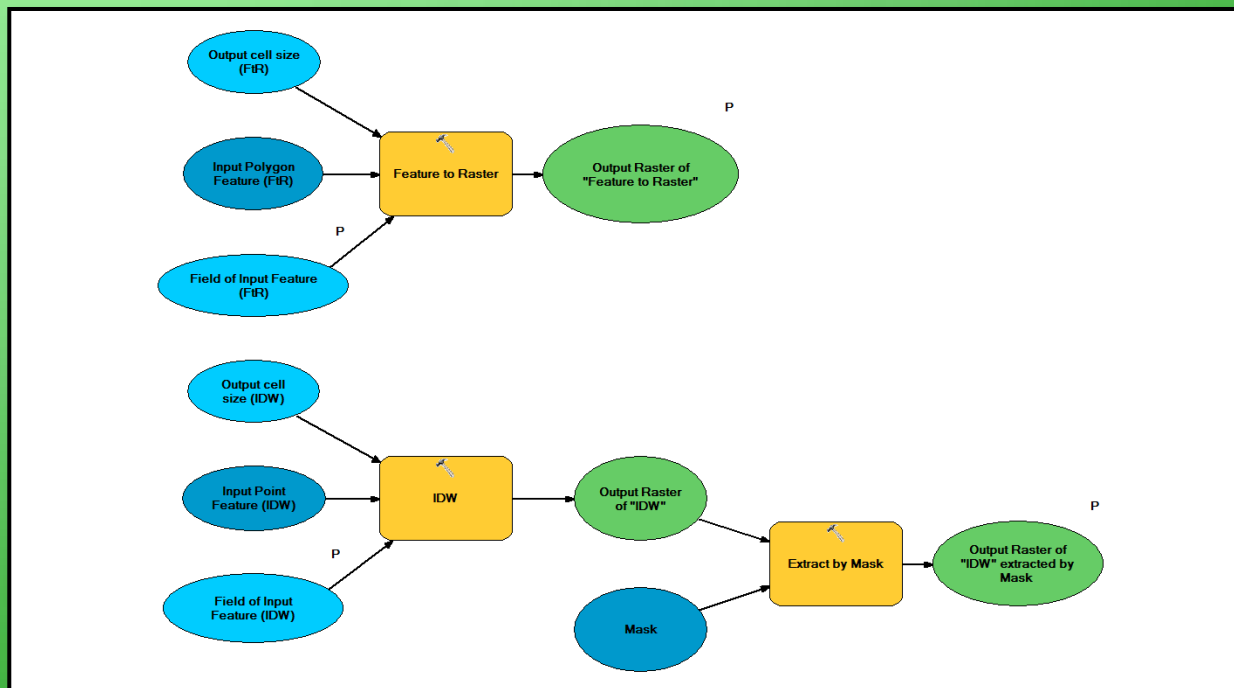 Output cell size
(FtR)
P
Input Polygon
Feature (FtR)
Feature to Raster
Output Raster of
"Feature to Raster"
P
Field of Input Feature
(FtR)
Output cell
size (IDW)
Input Point
Feature (IDW)
IDW
Output Raster
of "IDW"
P
P
Extract by Mask
Output Raster of
"IDW" extracted by
Mask
Field of Input
Feature (IDW)
Mask